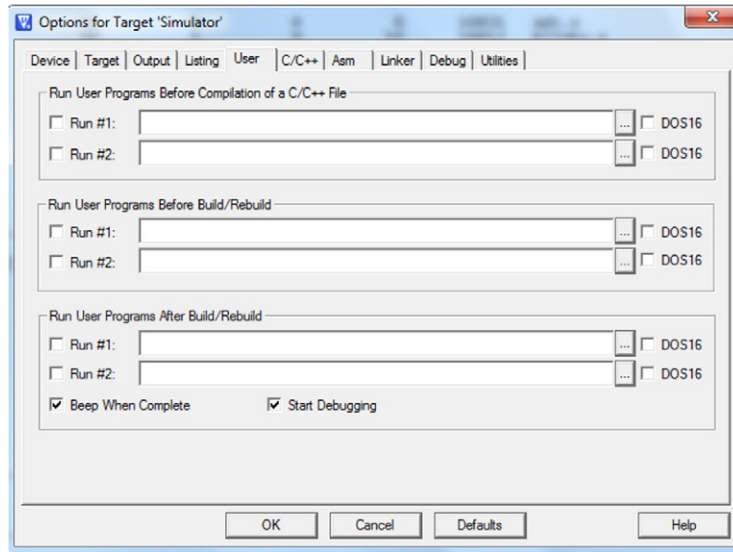 Options for Target 'Simulator'
Device Target Output Listing User C/C++ Asm Linker Debug Utilities
Run User Programs Before Compilation of a C/C++ File
Run #1: ... DOS16
Run #2: ... DOS16
Run User Programs Before Build/Rebuild
Run #1: ... DOS16
Run #2: ... DOS16
Run User Programs After Build/Rebuild
Run #1: ... DOS16
Run #2: ... DOS16
Beep When Complete Start Debugging
OK Cancel Defaults Help